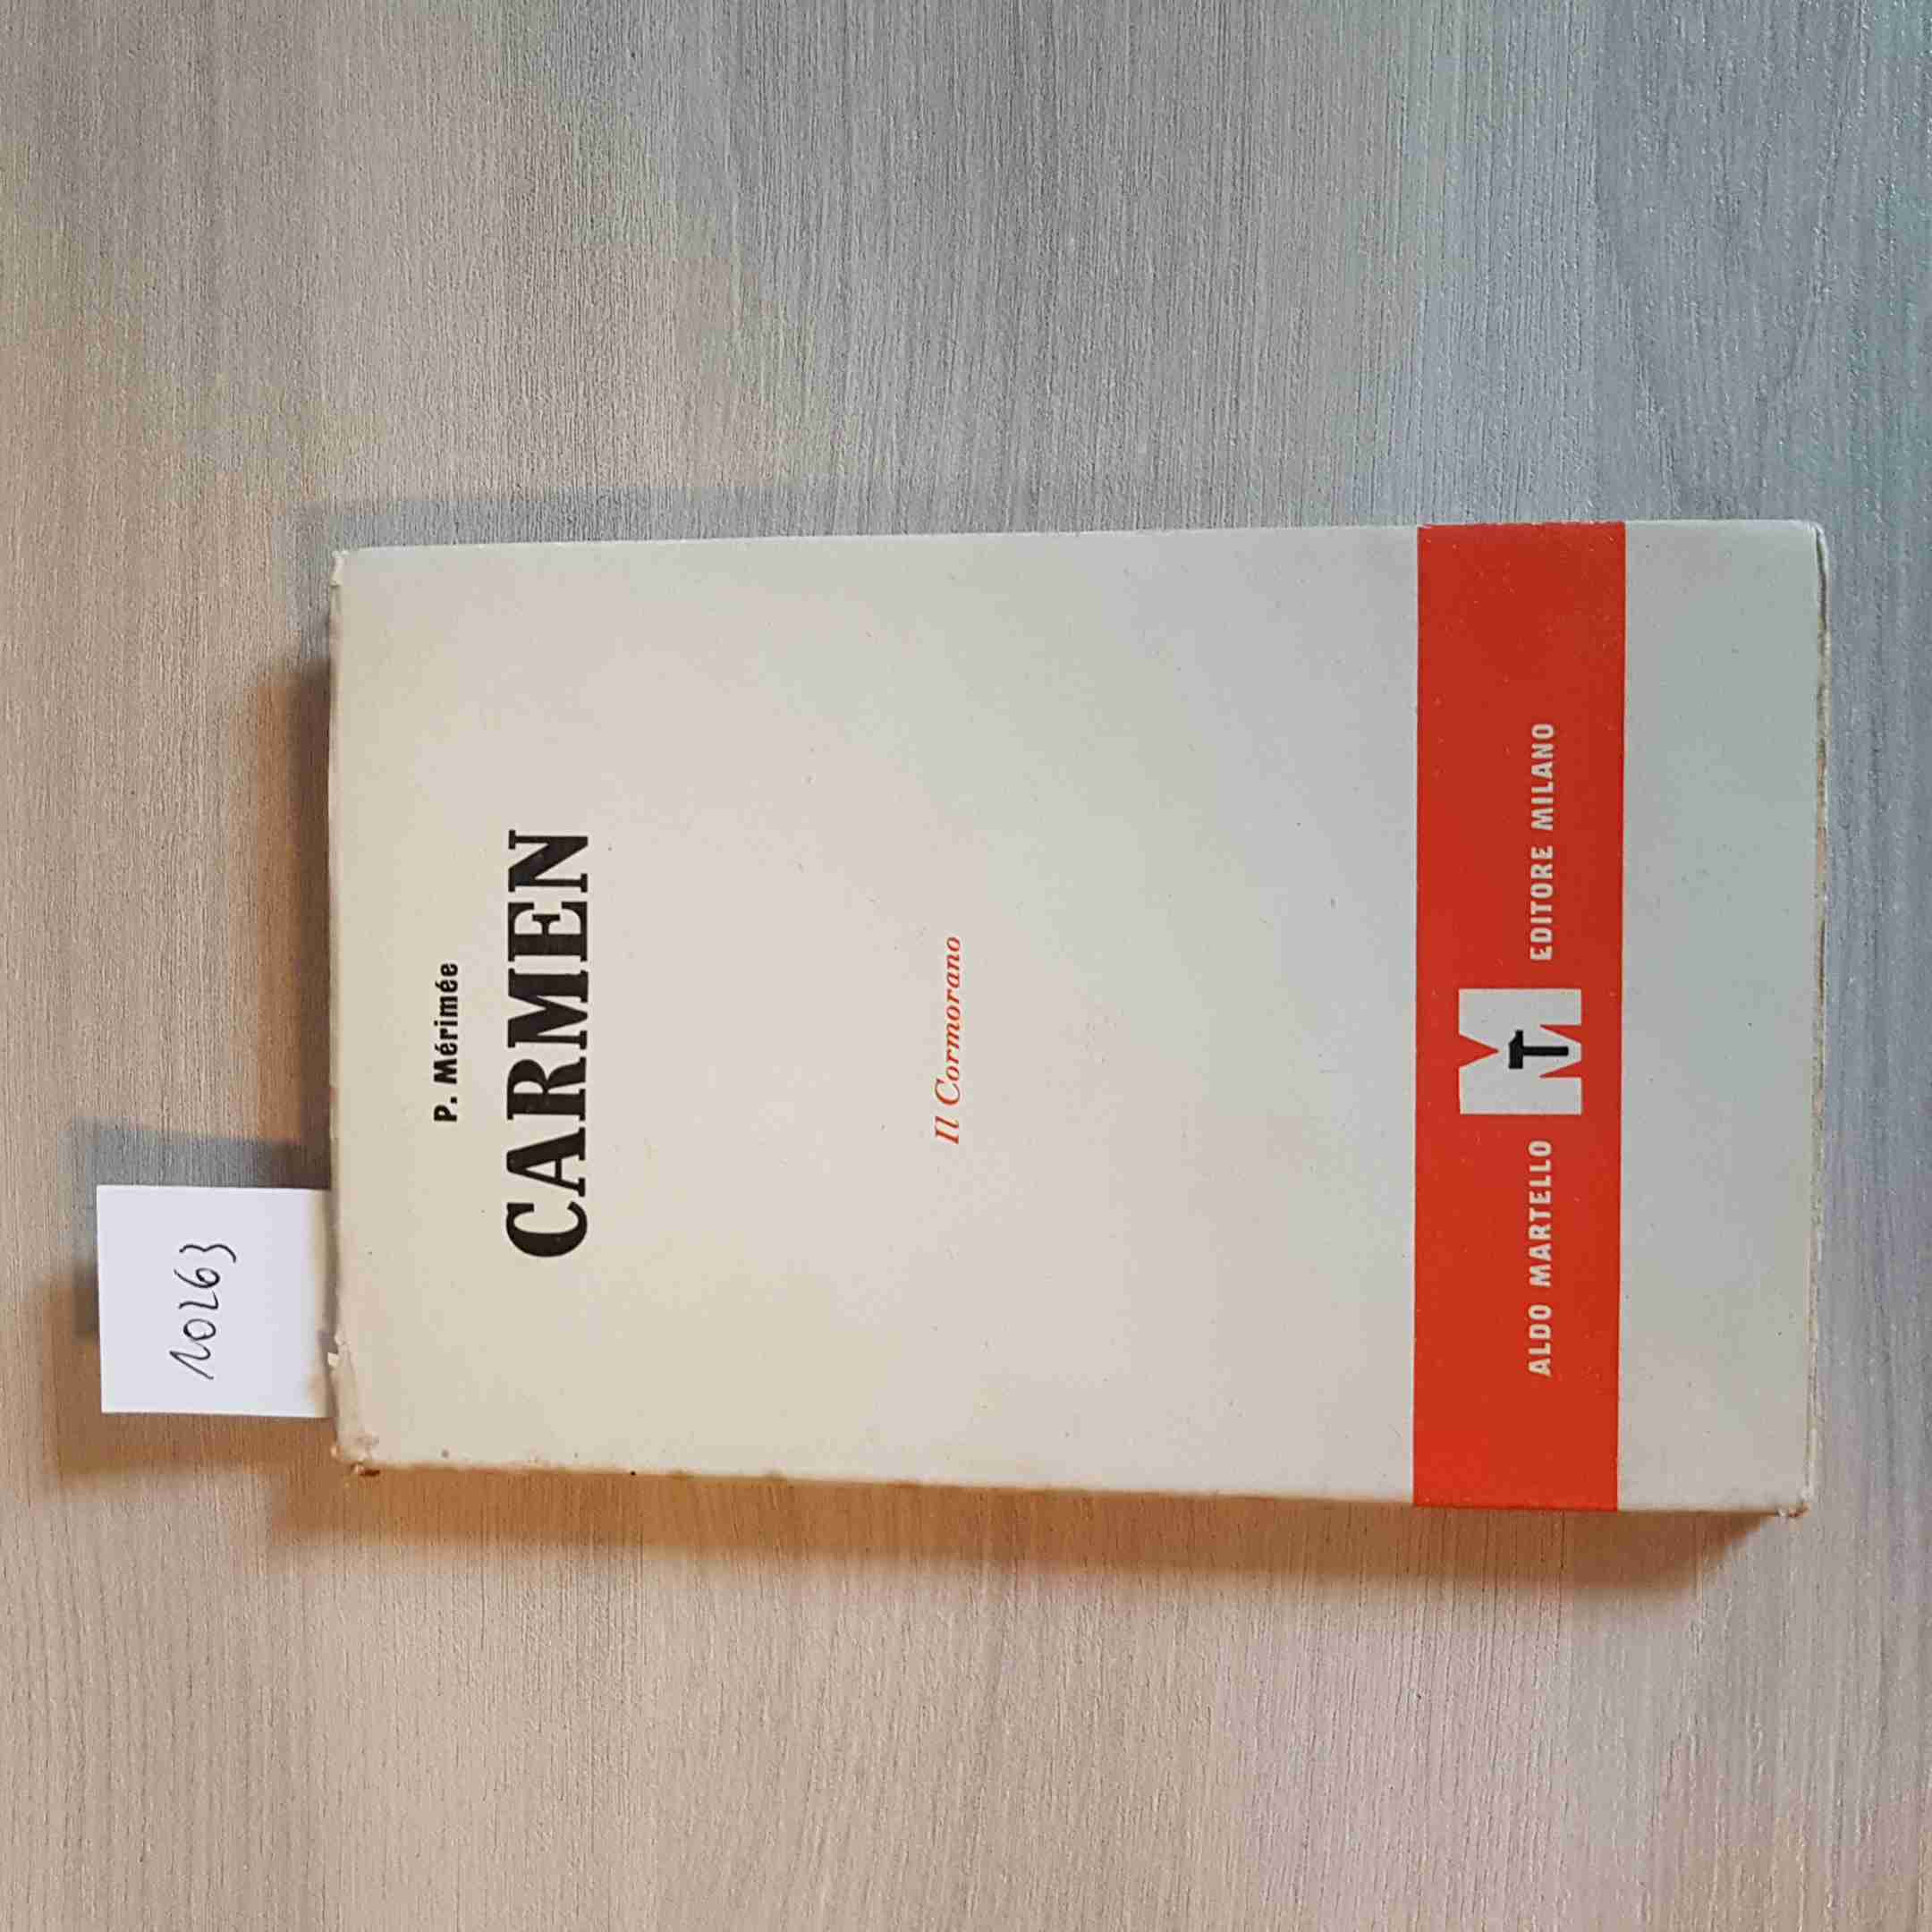 10263
P. Mérimée
CARMEN
Il Cormorano
ALDO MARTELLO MT EDITORE MILANO